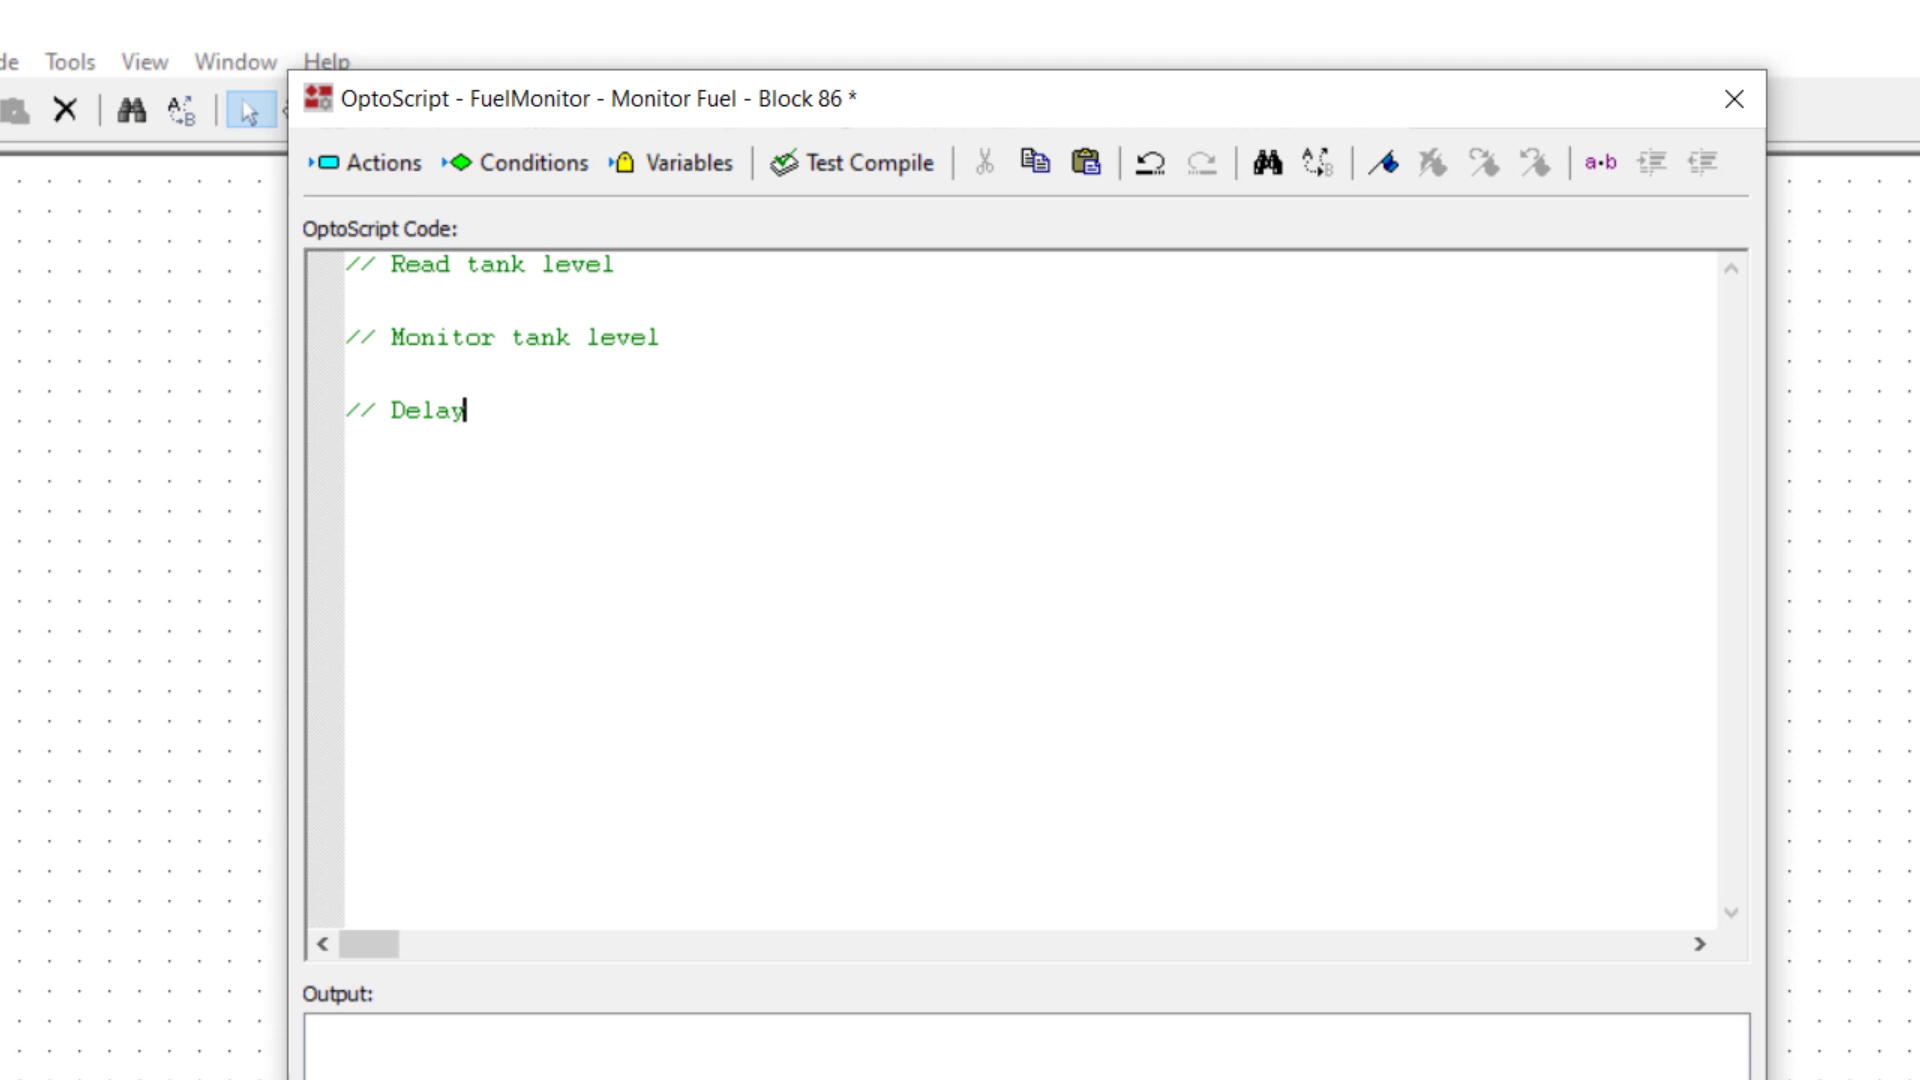 de Tools View Window Help
OptoScript - FuelMonitor - Monitor Fuel - Block 86 *
Actions Conditions Variables Test Compile a•b
OptoScript Code:
// Read tank level
// Monitor tank level
// Delay
Output: